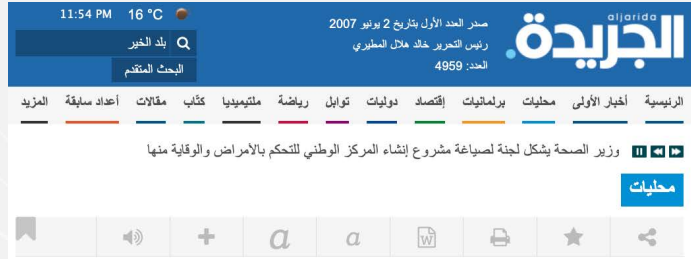 aljarida
الجريدة.
صدر العدد الأول بتاريخ 2 يونيو 2007
رئيس التحرير خالد هلال المطيري
العدد: 4959
11:54 PM 16 °C
بلد الخير
البحث المتقدم
الرئيسية أخبار الأولى محليات برلمانيات إقتصاد دوليات توابل رياضة ملتيميديا كتّاب مقالات أعداد سابقة المزيد
وزير الصحة يشكل لجنة لصياغة مشروع إنشاء المركز الوطني للتحكم بالأمراض والوقاية منها
محليات
W a a